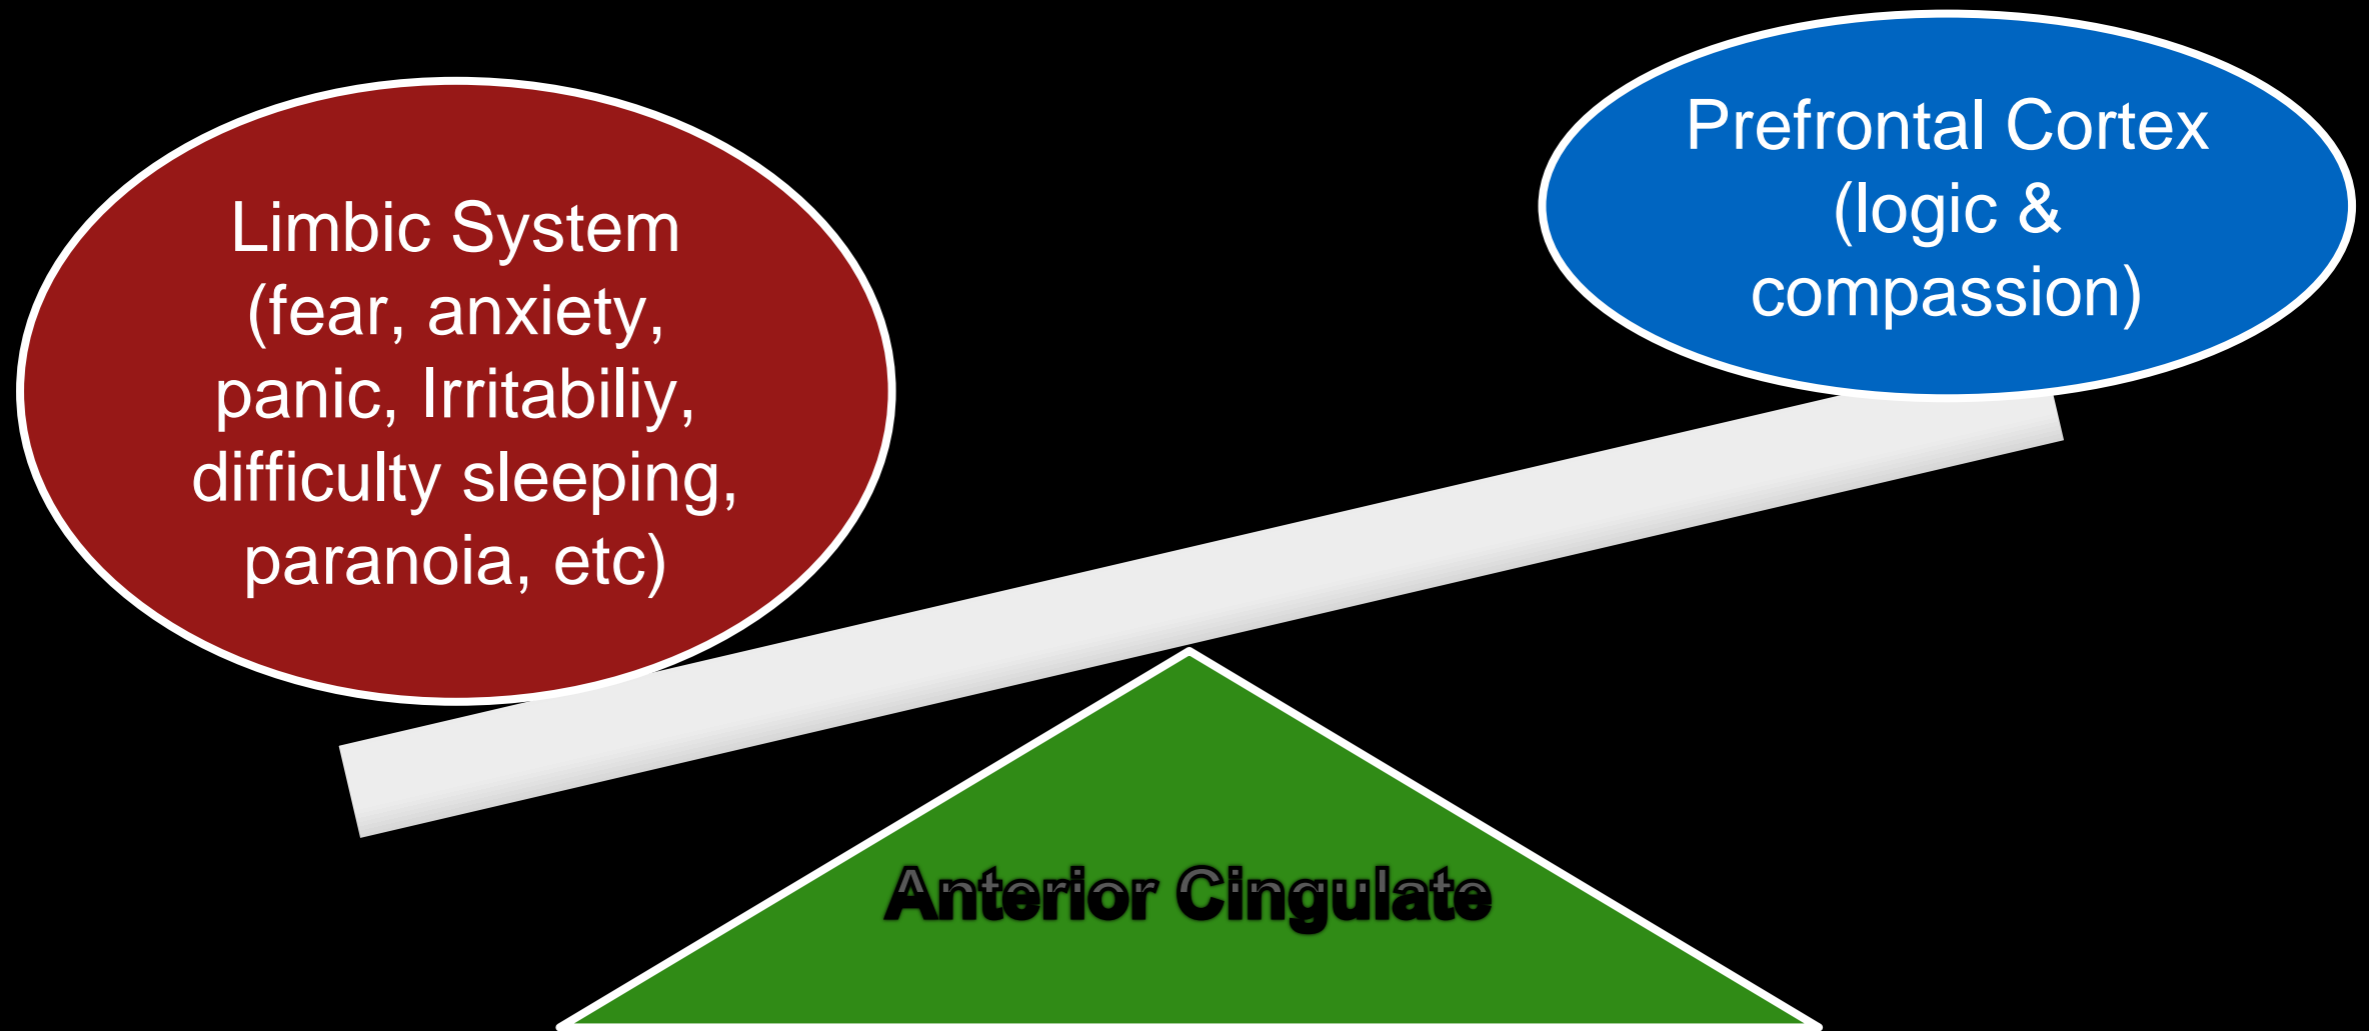 Limbic System
(fear, anxiety,
panic, Irritabiliy,
difficulty sleeping,
paranoia, etc)
Prefrontal Cortex
(logic &
compassion)
Anterior Cingulate